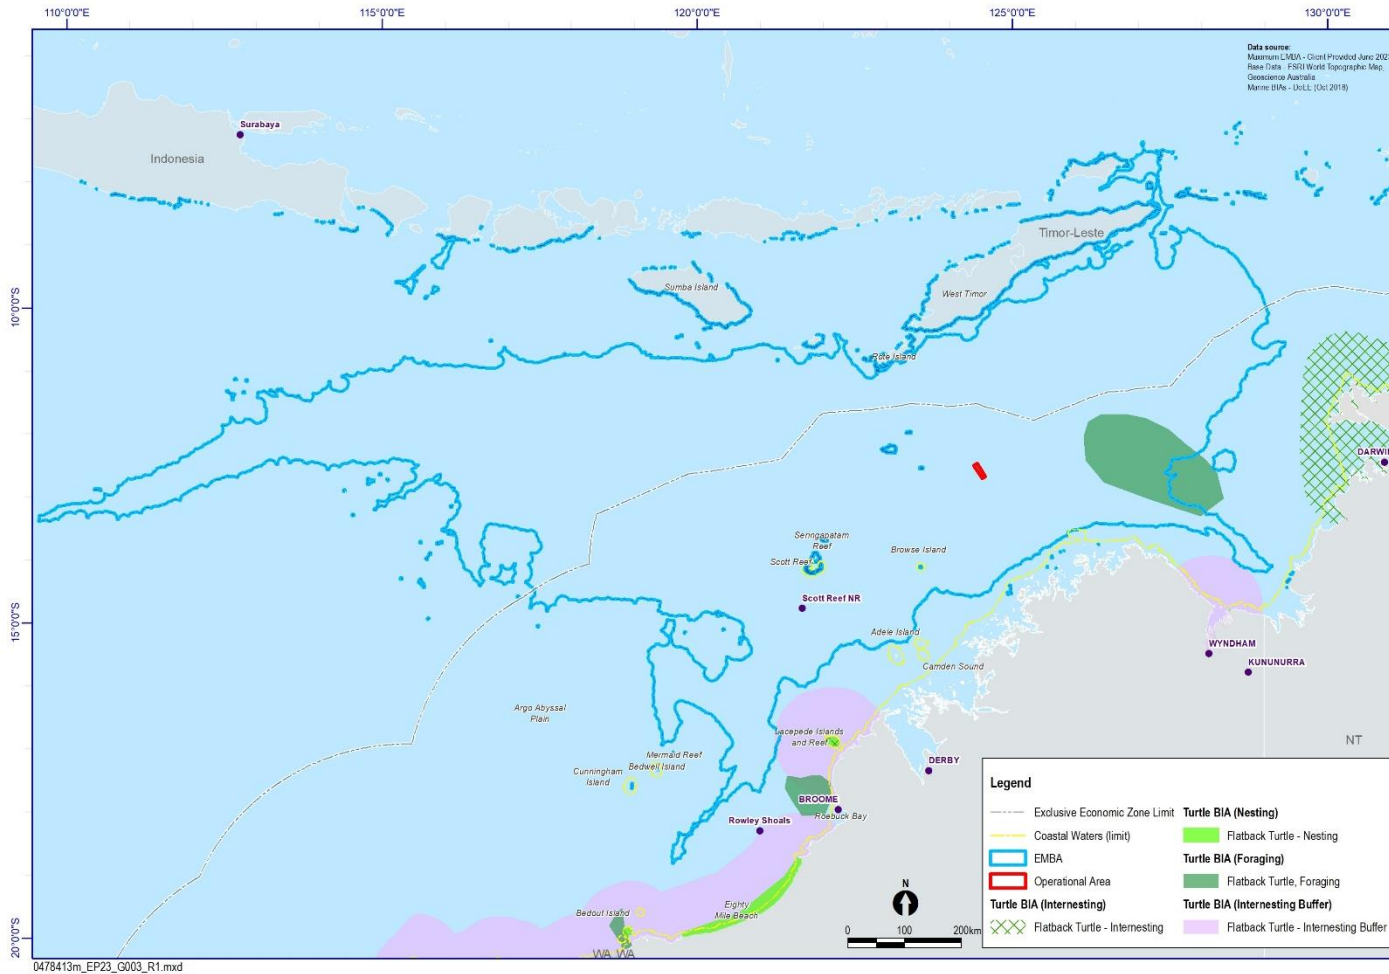 110°0'0"E
115°0'0"E
120°0'0"E
125°0'0"E
130°0'0"E
Data source:
Maximum EMBA - Client Provided June 202
Base Data - ESRI World Topographic Map,
Geoscience Australia
Marine BIAs - DoEE (Oct 2018)
Surabaya
Indonesia
Timor-Leste
Sumba Island
West Timor
10°0'0"S
Rote Island
DARWIN
Seringapatam
Reef
Scott Reef
Browse Island
Scott Reef NR
15°0'0"S
Adele Island
Camden Sound
WYNDHAM
KUNUNURRA
Argo Abyssal
Plain
Lacepede Islands
and Reef
Mermaid Reef
Bedwell Island
Cunningham
Island
DERBY
NT
BROOME
Roebuck Bay
Rowley Shoals
Eighty
Mile Beach
Bedout Island
20°0'0"S
WA WA
N
0 100 200km
Legend
Exclusive Economic Zone Limit
Coastal Waters (limit)
EMBA
Operational Area
Turtle BIA (Internesting)
Flatback Turtle - Internesting
Turtle BIA (Nesting)
Flatback Turtle - Nesting
Turtle BIA (Foraging)
Flatback Turtle, Foraging
Turtle BIA (Internesting Buffer)
Flatback Turtle - Internesting Buffer
0478413m_EP23_G003_R1.mxd